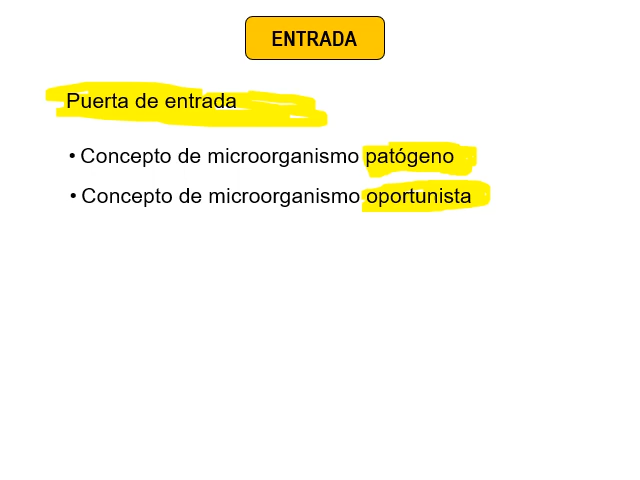 ENTRADA
Puerta de entrada
• Concepto de microorganismo patógeno
• Concepto de microorganismo oportunista